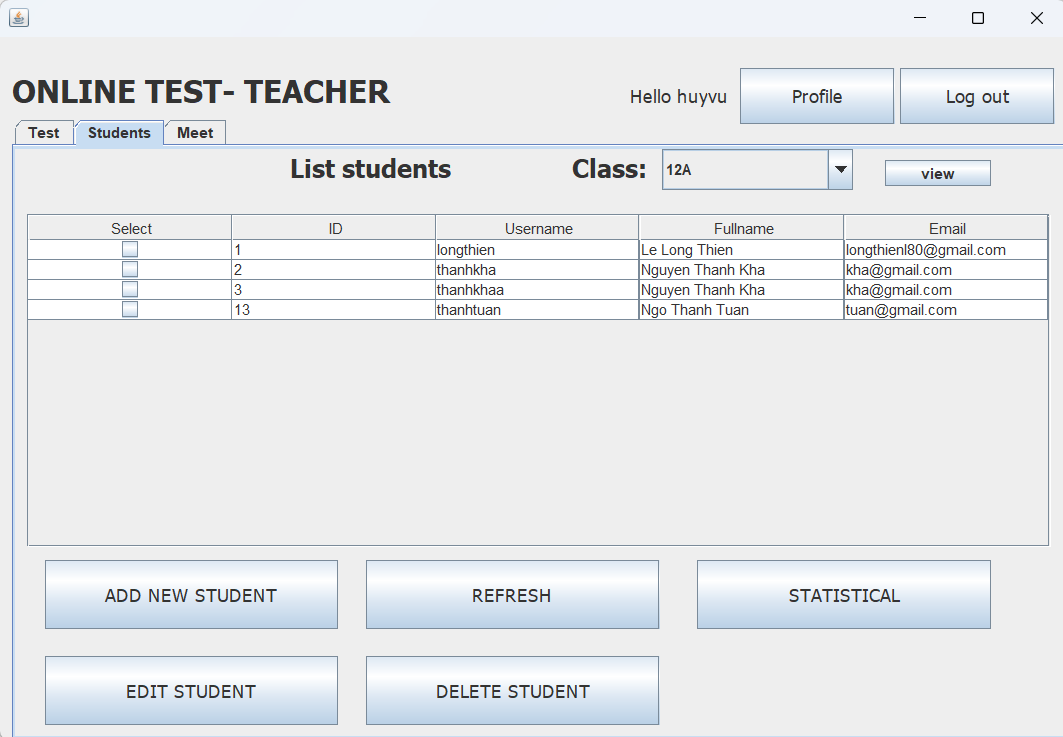 ONLINE TEST- TEACHER
Hello huyvu Profile Log out
Test Students Meet
List students Class: 12A view
Select ID Username Fullname Email
1 longthien Le Long Thien longthienl80@gmail.com
2 thanhkha Nguyen Thanh Kha kha@gmail.com
3 thanhkhaa Nguyen Thanh Kha kha@gmail.com
13 thanhtuan Ngo Thanh Tuan tuan@gmail.com
ADD NEW STUDENT REFRESH STATISTICAL
EDIT STUDENT DELETE STUDENT